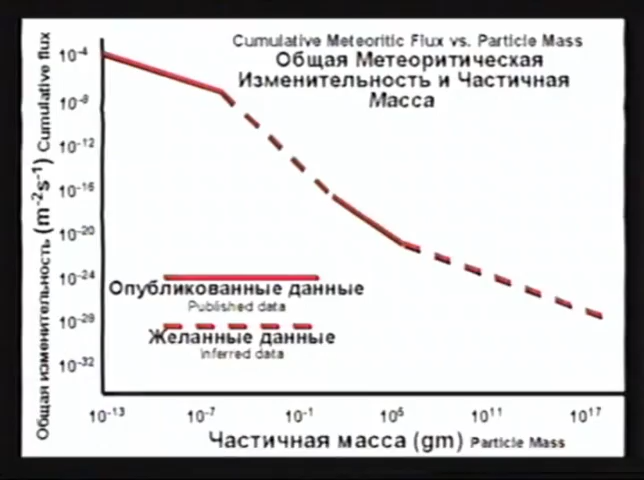 Cumulative Meteoritic Flux vs. Particle Mass
Общая Метеоритическая
Изменительность и Частичная
Масса
Общая изменительность (m⁻²s⁻¹) Cumulative flux
10⁻⁴
10⁻⁸
10⁻¹²
10⁻¹⁶
10⁻²⁰
10⁻²⁴
10⁻²⁹
10⁻³²
Опубликованные данные
Published data
Желанные данные
Inferred data
10⁻¹³
10⁻⁷
10⁻¹
10⁵
10¹¹
10¹⁷
Частичная масса (gm) Particle Mass